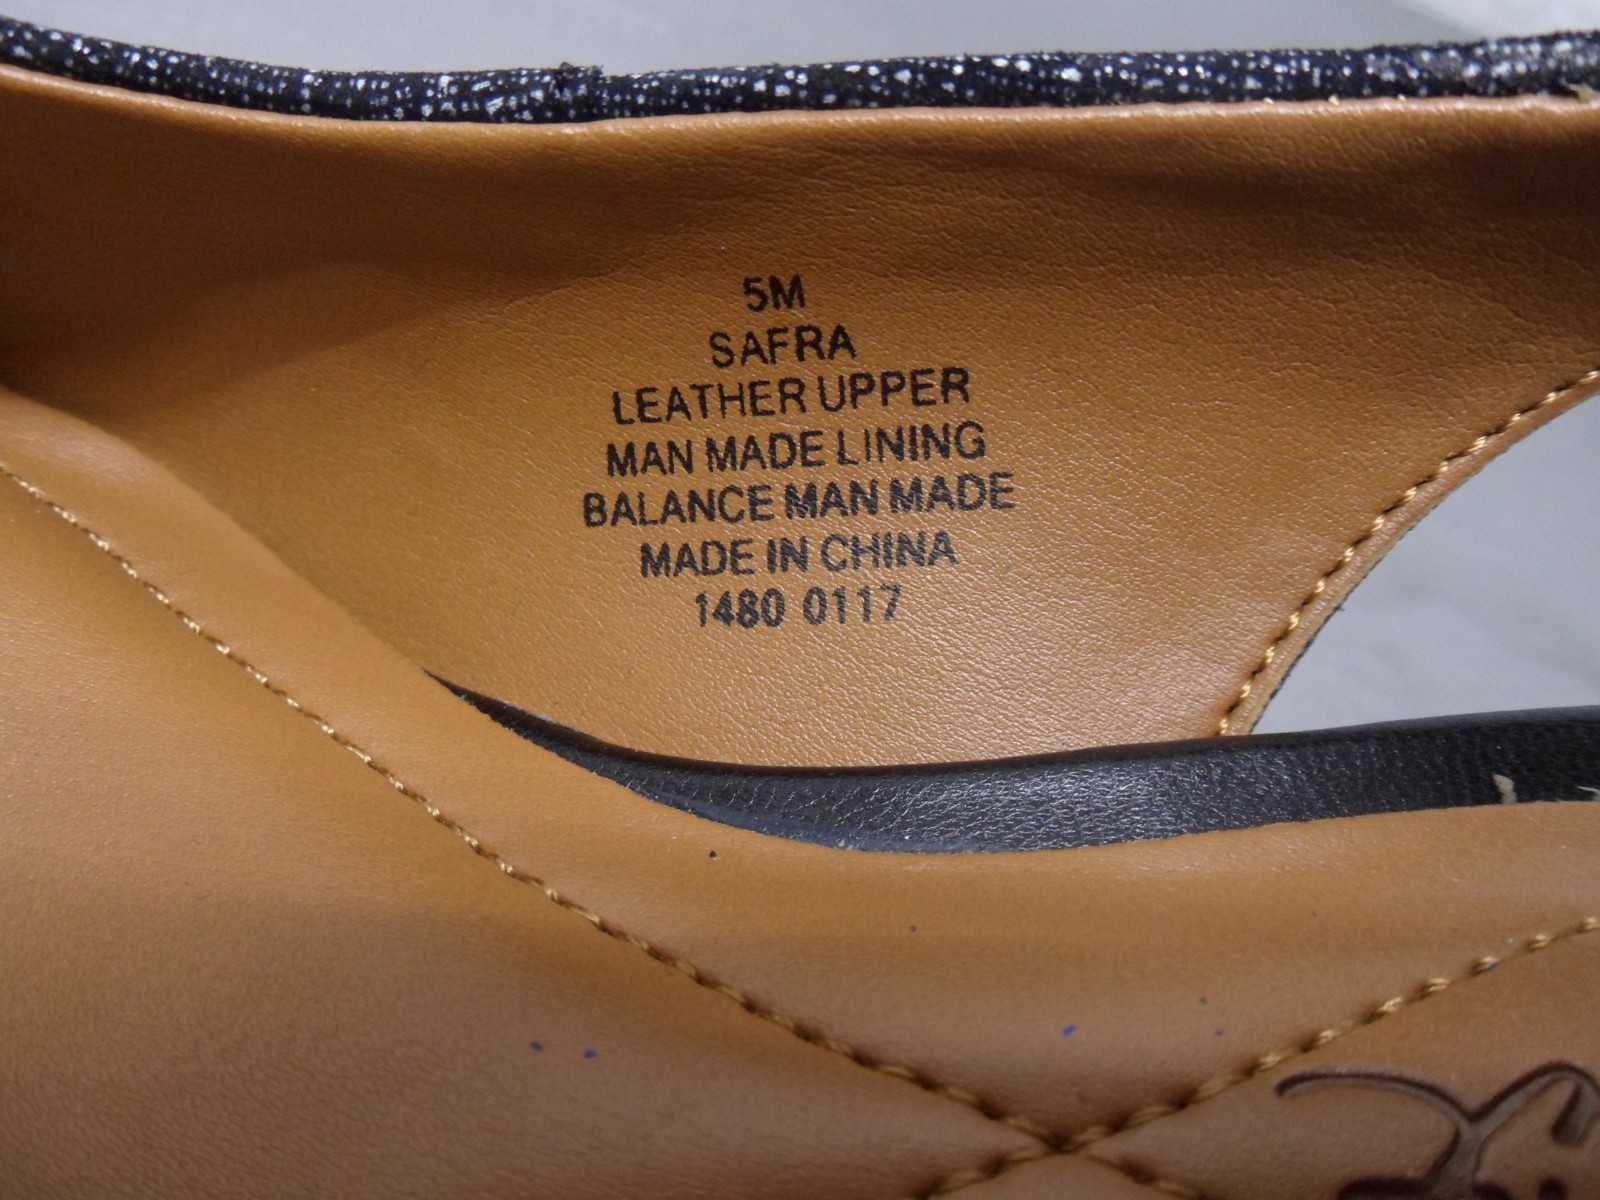 5M
SAFRA
LEATHER UPPER
MAN MADE LINING
BALANCE MAN MADE
MADE IN CHINA
1480 0117